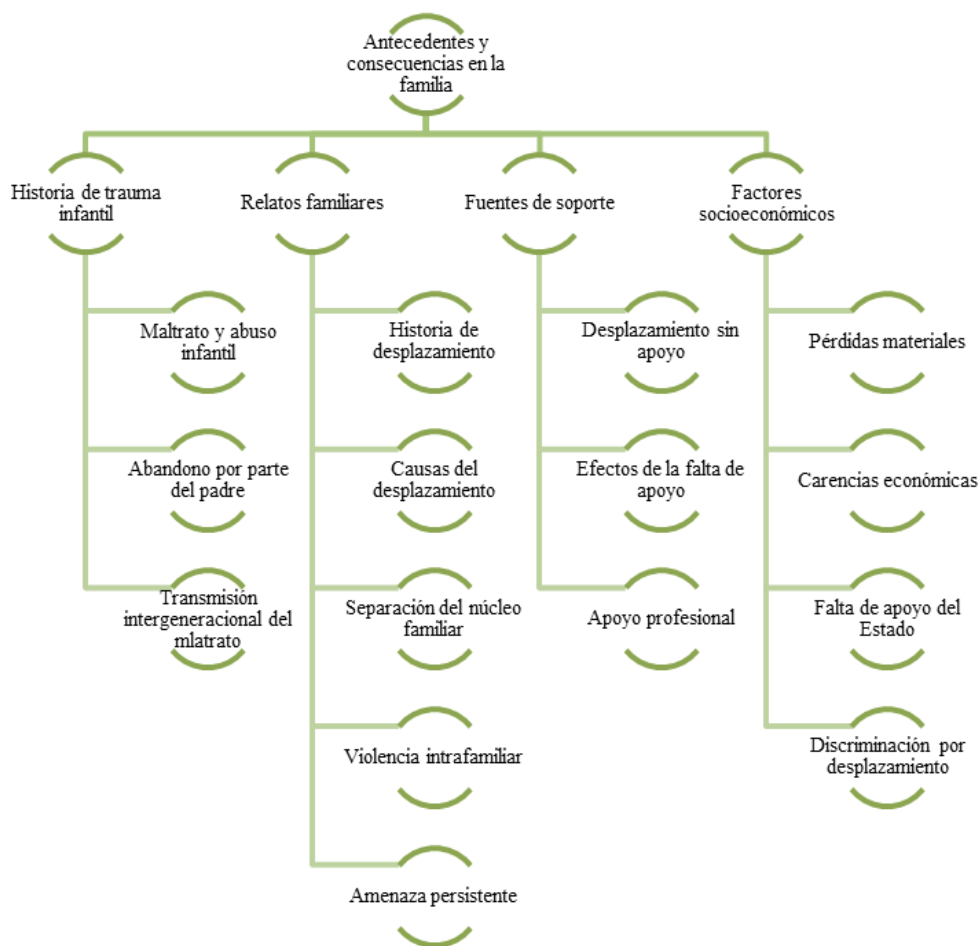 Antecedentes y
consecuencias en la
familia
Historia de trauma
infantil
Relatos familiares
Fuentes de soporte
Factores
socioeconómicos
Maltrato y abuso
infantil
Abandono por parte
del padre
Transmisión
intergeneracional del
mlatrato
Historia de
desplazamiento
Causas del
desplazamiento
Separación del núcleo
familiar
Violencia intrafamiliar
Amenaza persistente
Desplazamiento sin
apoyo
Efectos de la falta de
apoyo
Apoyo profesional
Pérdidas materiales
Carencias económicas
Falta de apoyo del
Estado
Discriminación por
desplazamiento